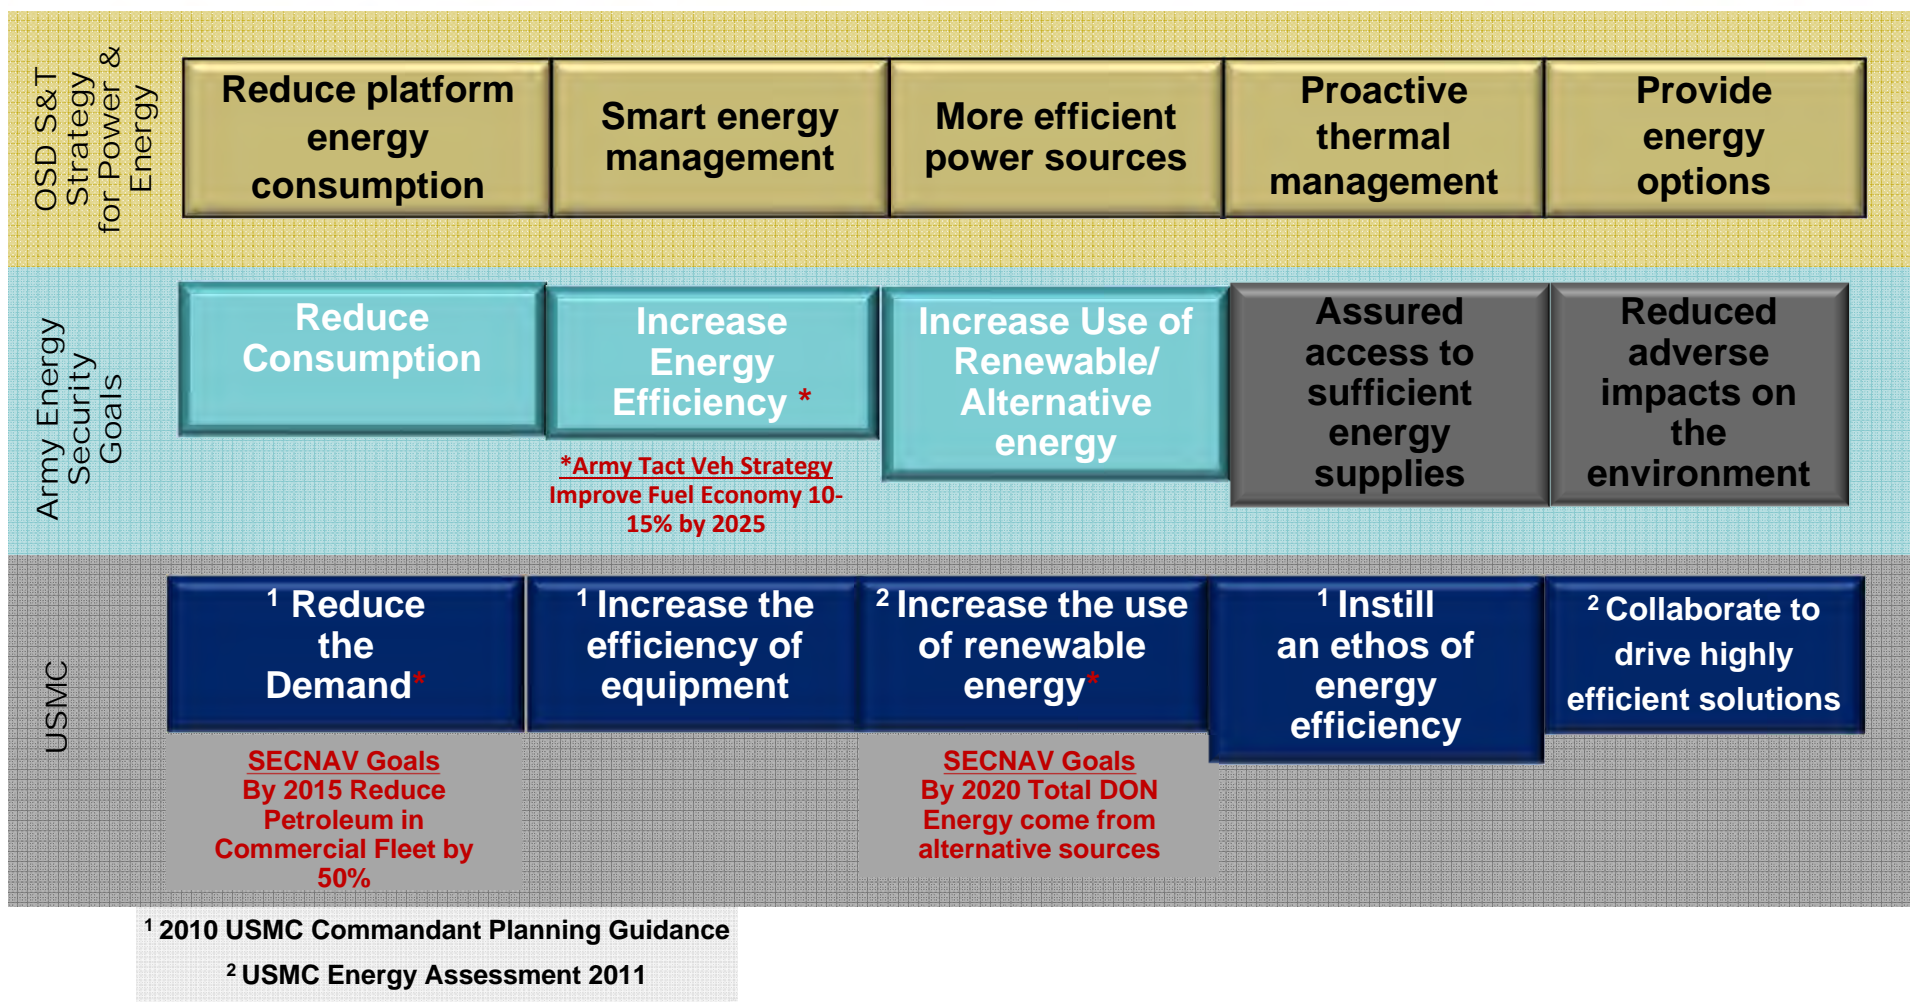 OSD S&T
Strategy
for Power &
Energy
Reduce platform
energy
consumption
Smart energy
management
More efficient
power sources
Proactive
thermal
management
Provide
energy
options
Army Energy
Security
Goals
Reduce
Consumption
Increase
Energy
Efficiency *
*Army Tact Veh Strategy
Improve Fuel Economy 10-
15% by 2025
Increase Use of
Renewable/
Alternative
energy
Assured
access to
sufficient
energy
supplies
Reduced
adverse
impacts on
the
environment
USMC
1 Reduce
the
Demand*
SECNAV Goals
By 2015 Reduce
Petroleum in
Commercial Fleet by
50%
1 Increase the
efficiency of
equipment
2 Increase the use
of renewable
energy*
SECNAV Goals
By 2020 Total DON
Energy come from
alternative sources
1 Instill
an ethos of
energy
efficiency
2 Collaborate to
drive highly
efficient solutions
1 2010 USMC Commandant Planning Guidance
2 USMC Energy Assessment 2011